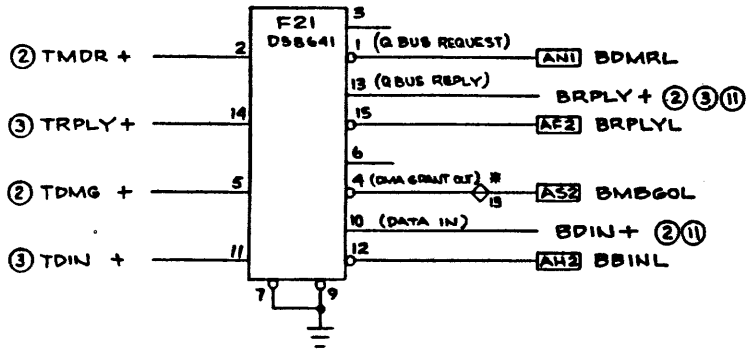 F21
DS8641
3
② TMDR +
2
1
(Q BUS REQUEST)
AN1
BDMRL
13
(Q BUS REPLY)
BRPLY + ② ③ ⑪
③ TRPLY +
14
15
AF2
BRPLYL
6
② TDMG +
5
4
(DMA GRANT OUT)
*
13
AS2
BMBGOL
10
(DATA IN)
BDIN + ② ⑪
③ TDIN +
11
12
AH2
BBINL
7
9